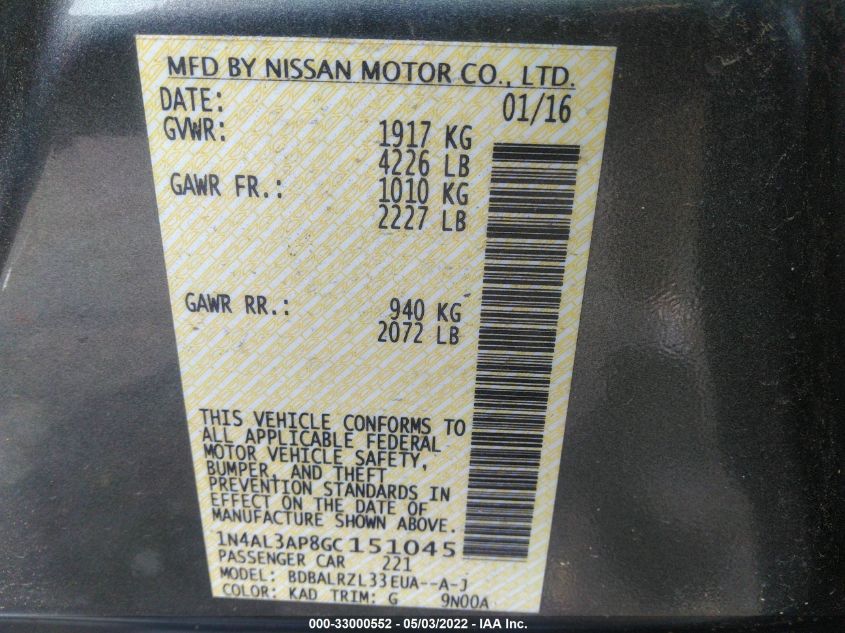 MFD BY NISSAN MOTOR CO., LTD.
DATE: 01/16
GVWR: 1917 KG
4226 LB
GAWR FR.: 1010 KG
2227 LB
GAWR RR.: 940 KG
2072 LB
THIS VEHICLE CONFORMS TO
ALL APPLICABLE FEDERAL
MOTOR VEHICLE SAFETY,
BUMPER, AND THEFT
PREVENTION STANDARDS IN
EFFECT ON THE DATE OF
MANUFACTURE SHOWN ABOVE.
1N4AL3AP8GC151045
PASSENGER CAR 221
MODEL: BDBALRZL33EUA--A-J
COLOR: KAD TRIM: G 9N00A
000-33000552 - 05/03/2022 - IAA Inc.